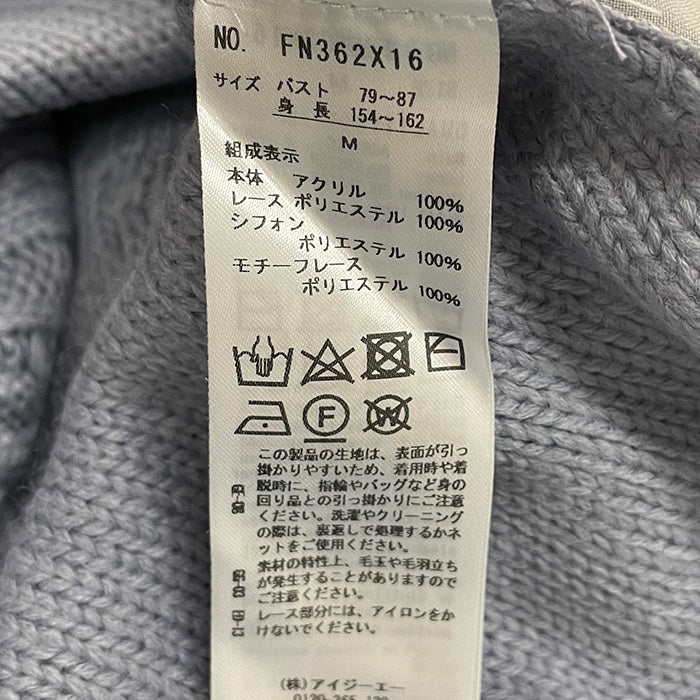 NO. FN362X16
サイズ バスト 79～87
身長 154～162
M
組成表示
本体 アクリル 100%
レース ポリエステル 100%
シフォン
ポリエステル 100%
モチーフレース
ポリエステル 100%
F W
この製品の生地は、表面が引っ
掛かりやすいため、着用時や着
脱時に、指輪やバッグなど身の
回り品との引っ掛かりにご注意
ください。洗濯やクリーニング
の際は、裏返しで処理するかネ
ットをご使用ください。
素材の特性上、毛玉や毛羽立ち
が発生することがありますので
ご注意ください。
レース部分には、アイロンをか
けないでください。
(株)アイジーエー